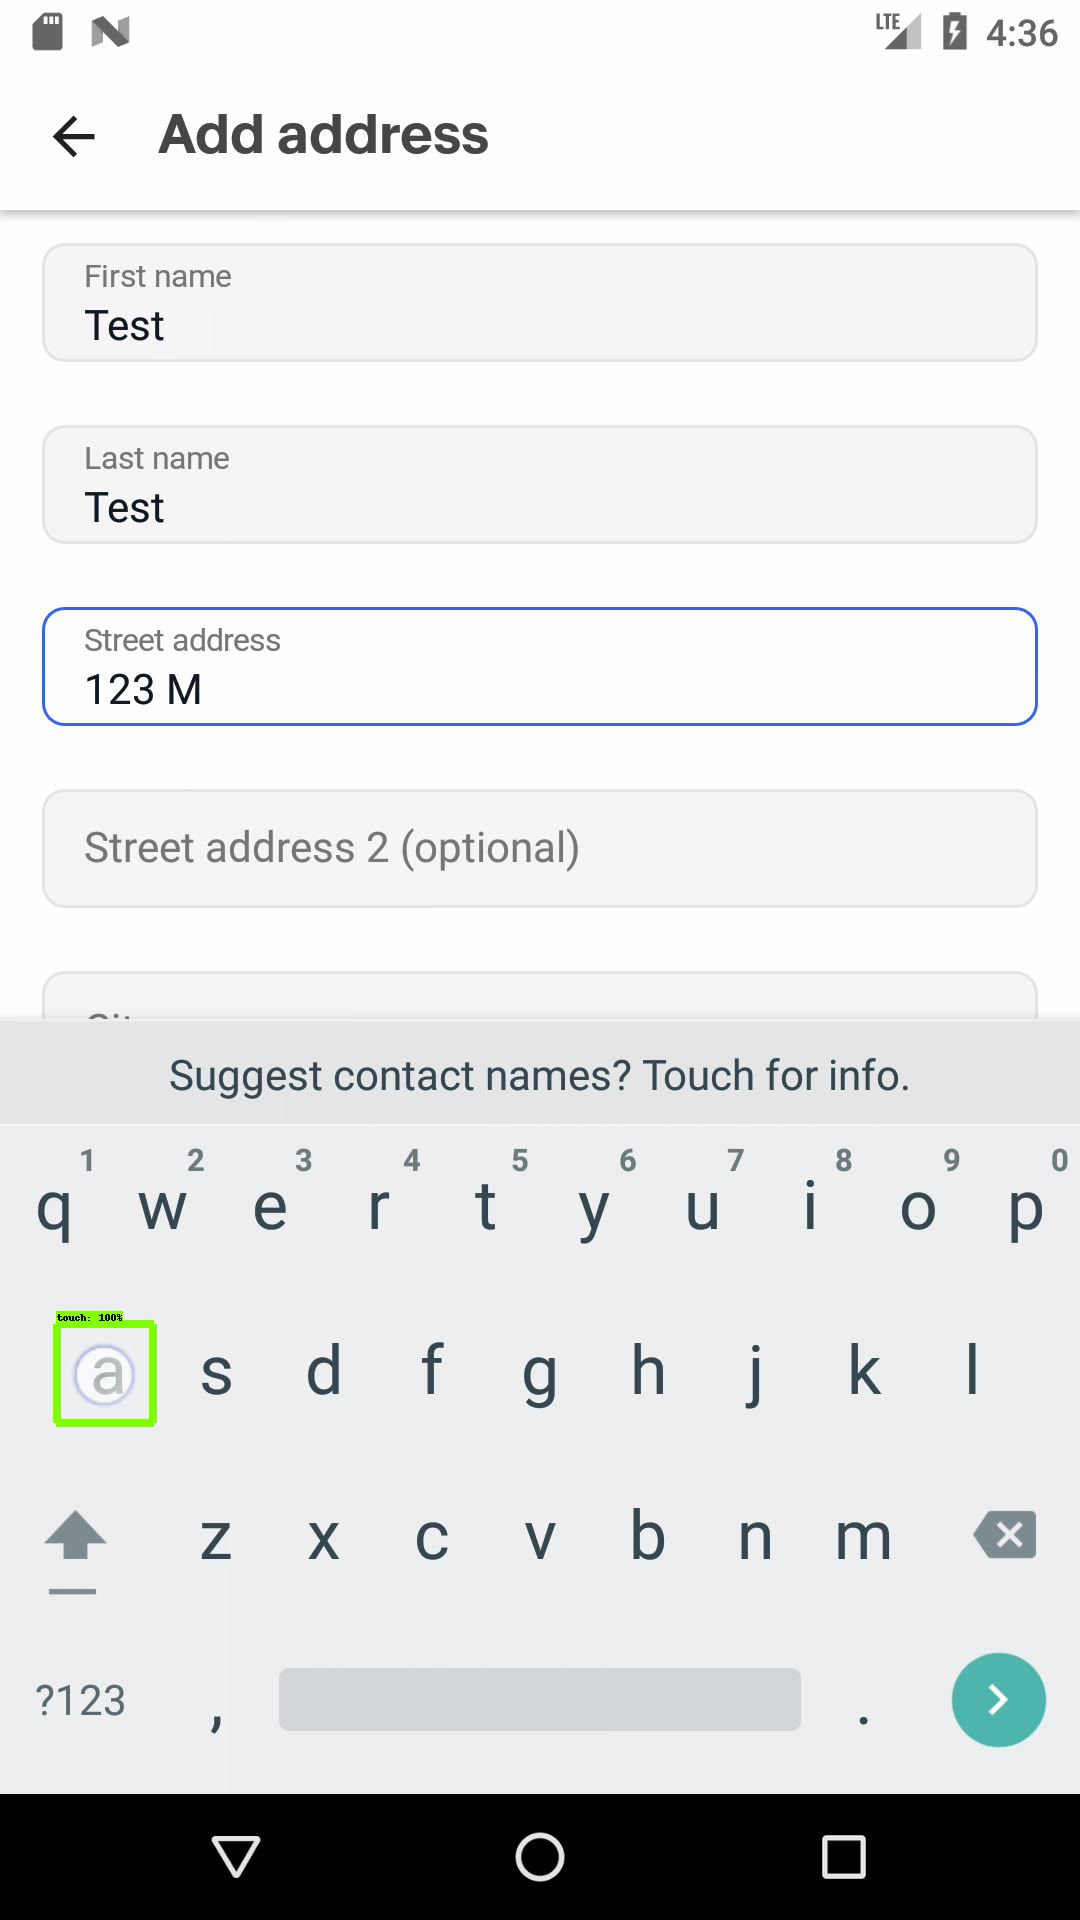 LTE 4:36
Add address
First name
Test
Last name
Test
Street address
123 M
Street address 2 (optional)
Suggest contact names? Touch for info.
1 2 3 4 5 6 7 8 9 0
q w e r t y u i o p
touch: 100%
a s d f g h j k l
z x c v b n m
?123 , .